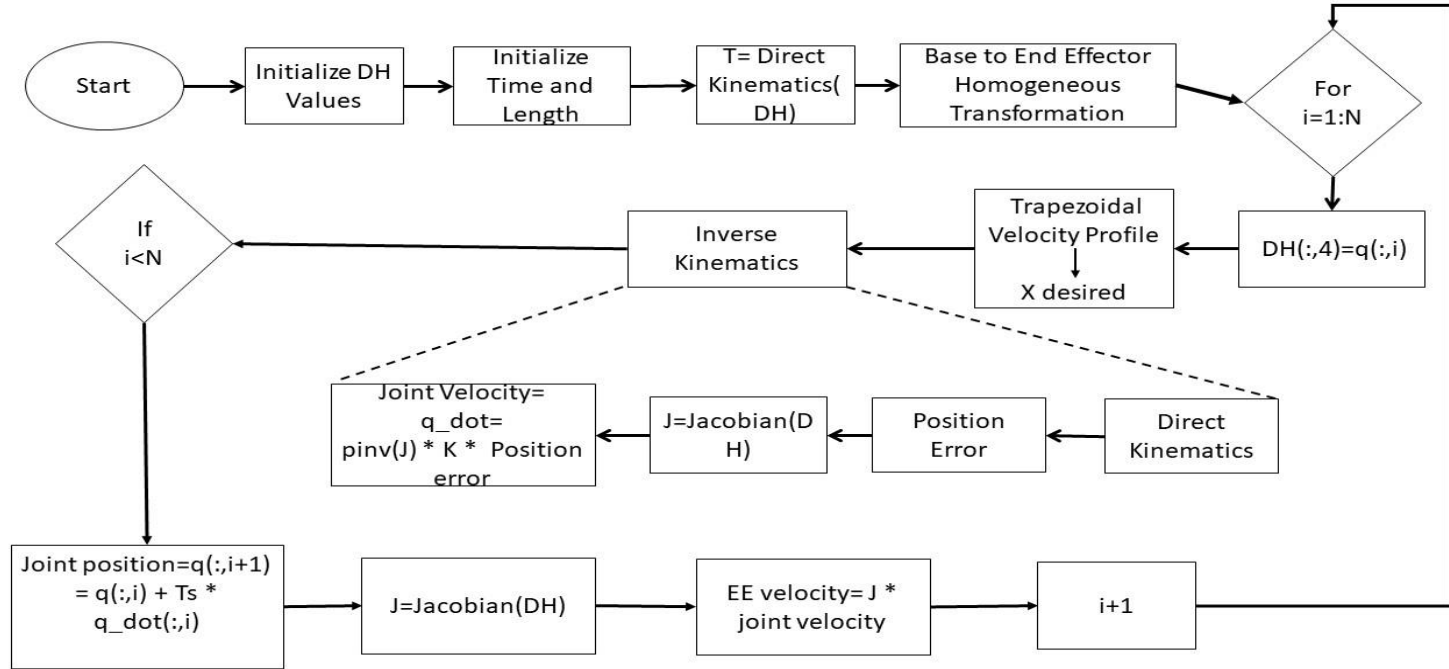 Start
Initialize DH
Values
Initialize
Time and
Length
T= Direct
Kinematics(
DH)
Base to End Effector
Homogeneous
Transformation
For
i=1:N
If
i<N
Inverse
Kinematics
Trapezoidal
Velocity Profile
X desired
DH(:,4)=q(:,i)
Joint Velocity=
q_dot=
pinv(J) * K * Position
error
J=Jacobian(D
H)
Position
Error
Direct
Kinematics
Joint position=q(:,i+1)
= q(:,i) + Ts *
q_dot(:,i)
J=Jacobian(DH)
EE velocity= J *
joint velocity
i+1